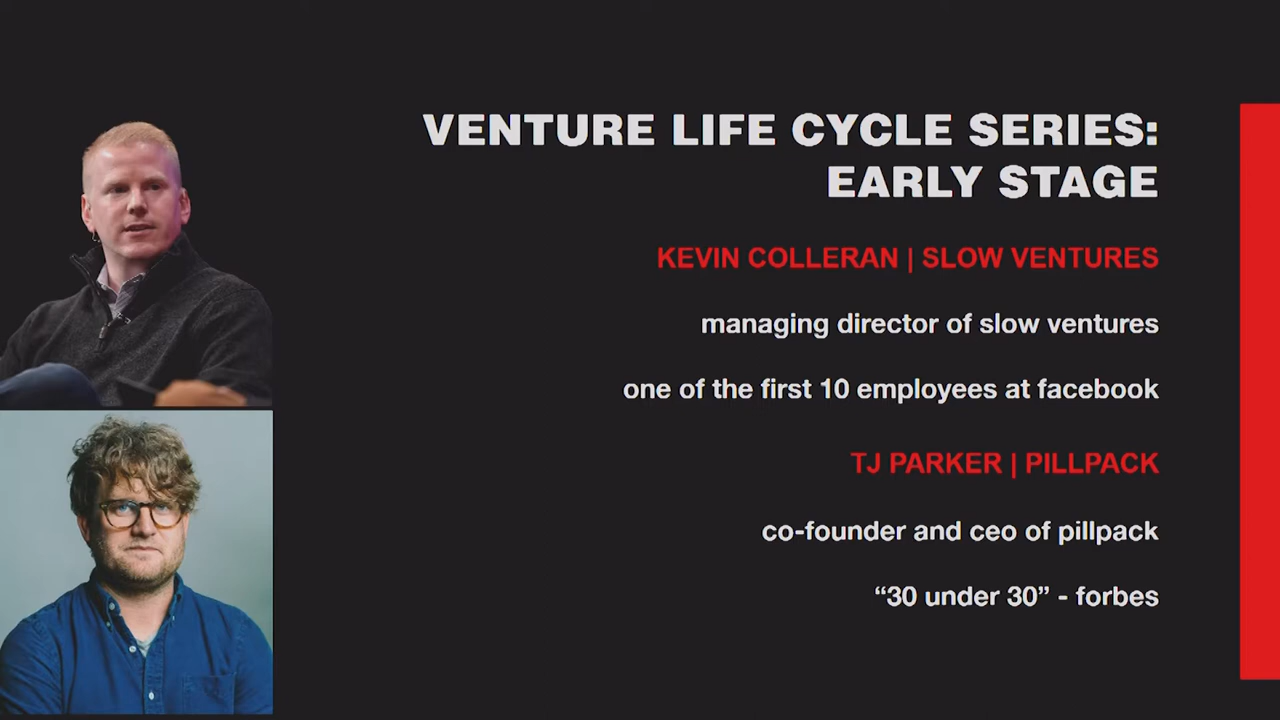 VENTURE LIFE CYCLE SERIES:
EARLY STAGE
KEVIN COLLERAN | SLOW VENTURES
managing director of slow ventures
one of the first 10 employees at facebook
TJ PARKER | PILLPACK
co-founder and ceo of pillpack
“30 under 30” - forbes